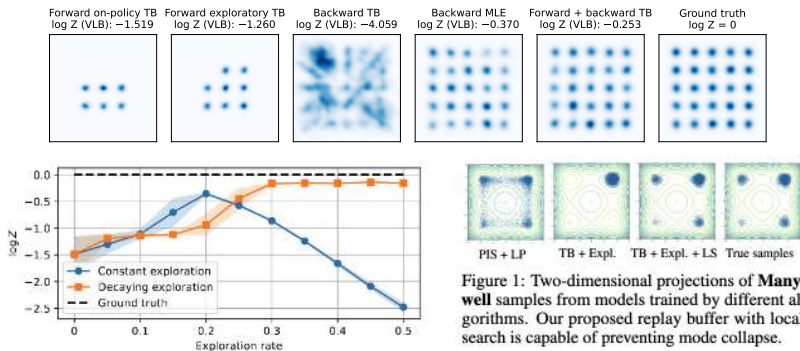 Forward on-policy TB
log Z (VLB): −1.519
Forward exploratory TB
log Z (VLB): −1.260
Backward TB
log Z (VLB): −4.059
Backward MLE
log Z (VLB): −0.370
Forward + backward TB
log Z (VLB): −0.253
Ground truth
log Z = 0
0.0
−0.5
−1.0
−1.5
−2.0
−2.5
log Z
Constant exploration
Decaying exploration
Ground truth
0 0.1 0.2 0.3 0.4 0.5
Exploration rate
PIS + LP
TB + Expl.
TB + Expl. + LS
True samples
Figure 1: Two-dimensional projections of Many
well samples from models trained by different al
gorithms. Our proposed replay buffer with local
search is capable of preventing mode collapse.